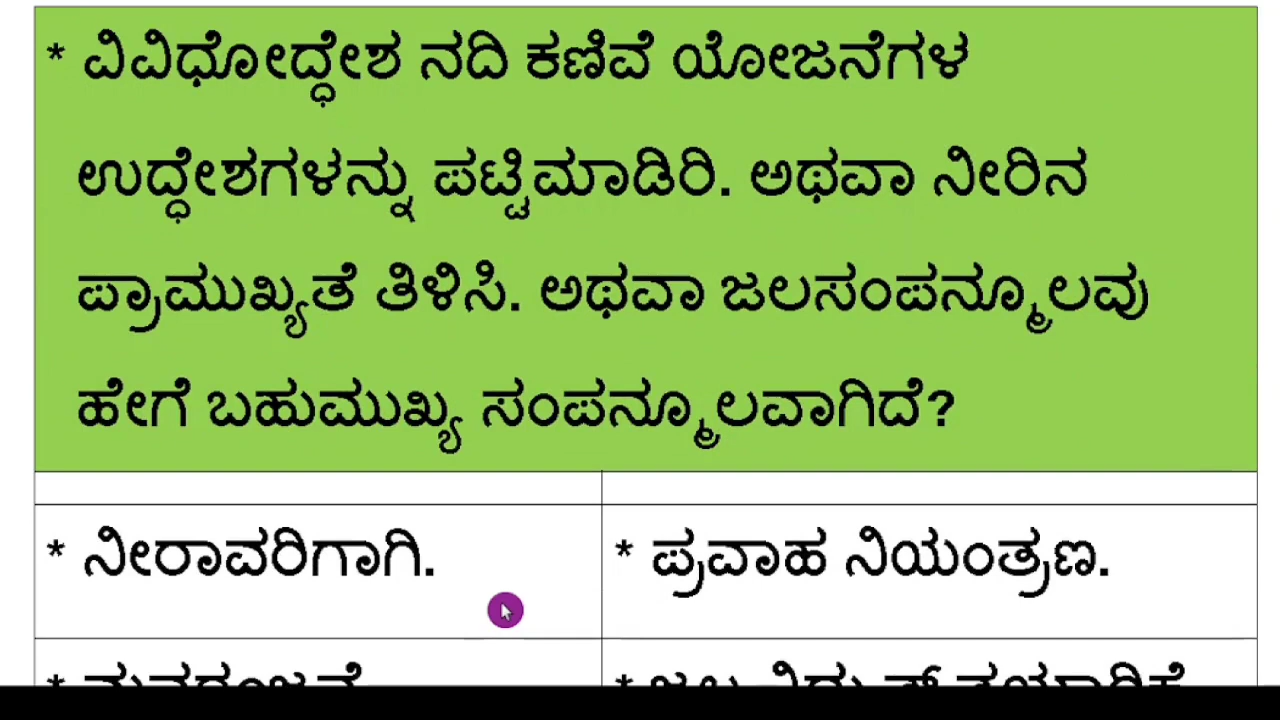 * ವಿವಿಧೋದ್ಧೇಶ ನದಿ ಕಣಿವೆ ಯೋಜನೆಗಳ
ಉದ್ಧೇಶಗಳನ್ನು ಪಟ್ಟಿಮಾಡಿರಿ. ಅಥವಾ ನೀರಿನ
ಪ್ರಾಮುಖ್ಯತೆ ತಿಳಿಸಿ. ಅಥವಾ ಜಲಸಂಪನ್ಮೂಲವು
ಹೇಗೆ ಬಹುಮುಖ್ಯ ಸಂಪನ್ಮೂಲವಾಗಿದೆ?
* ನೀರಾವರಿಗಾಗಿ.
* ಪ್ರವಾಹ ನಿಯಂತ್ರಣ.